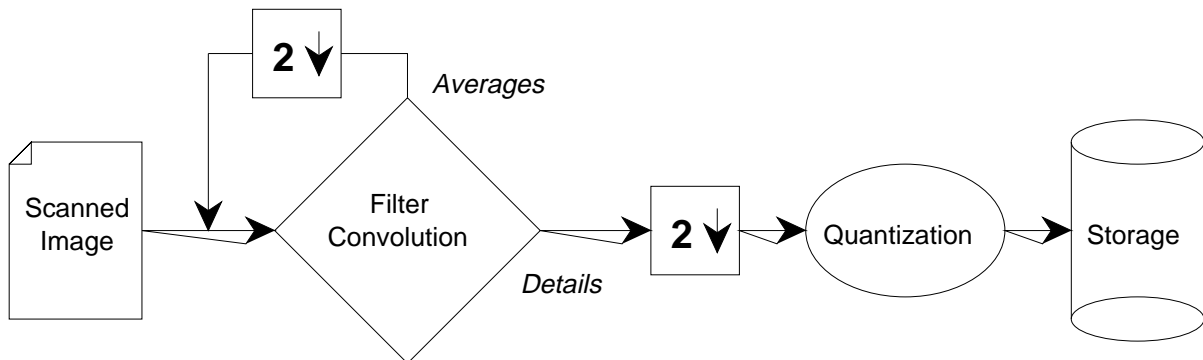 2
Averages
Scanned
Image
Filter
Convolution
Details
2
Quantization
Storage